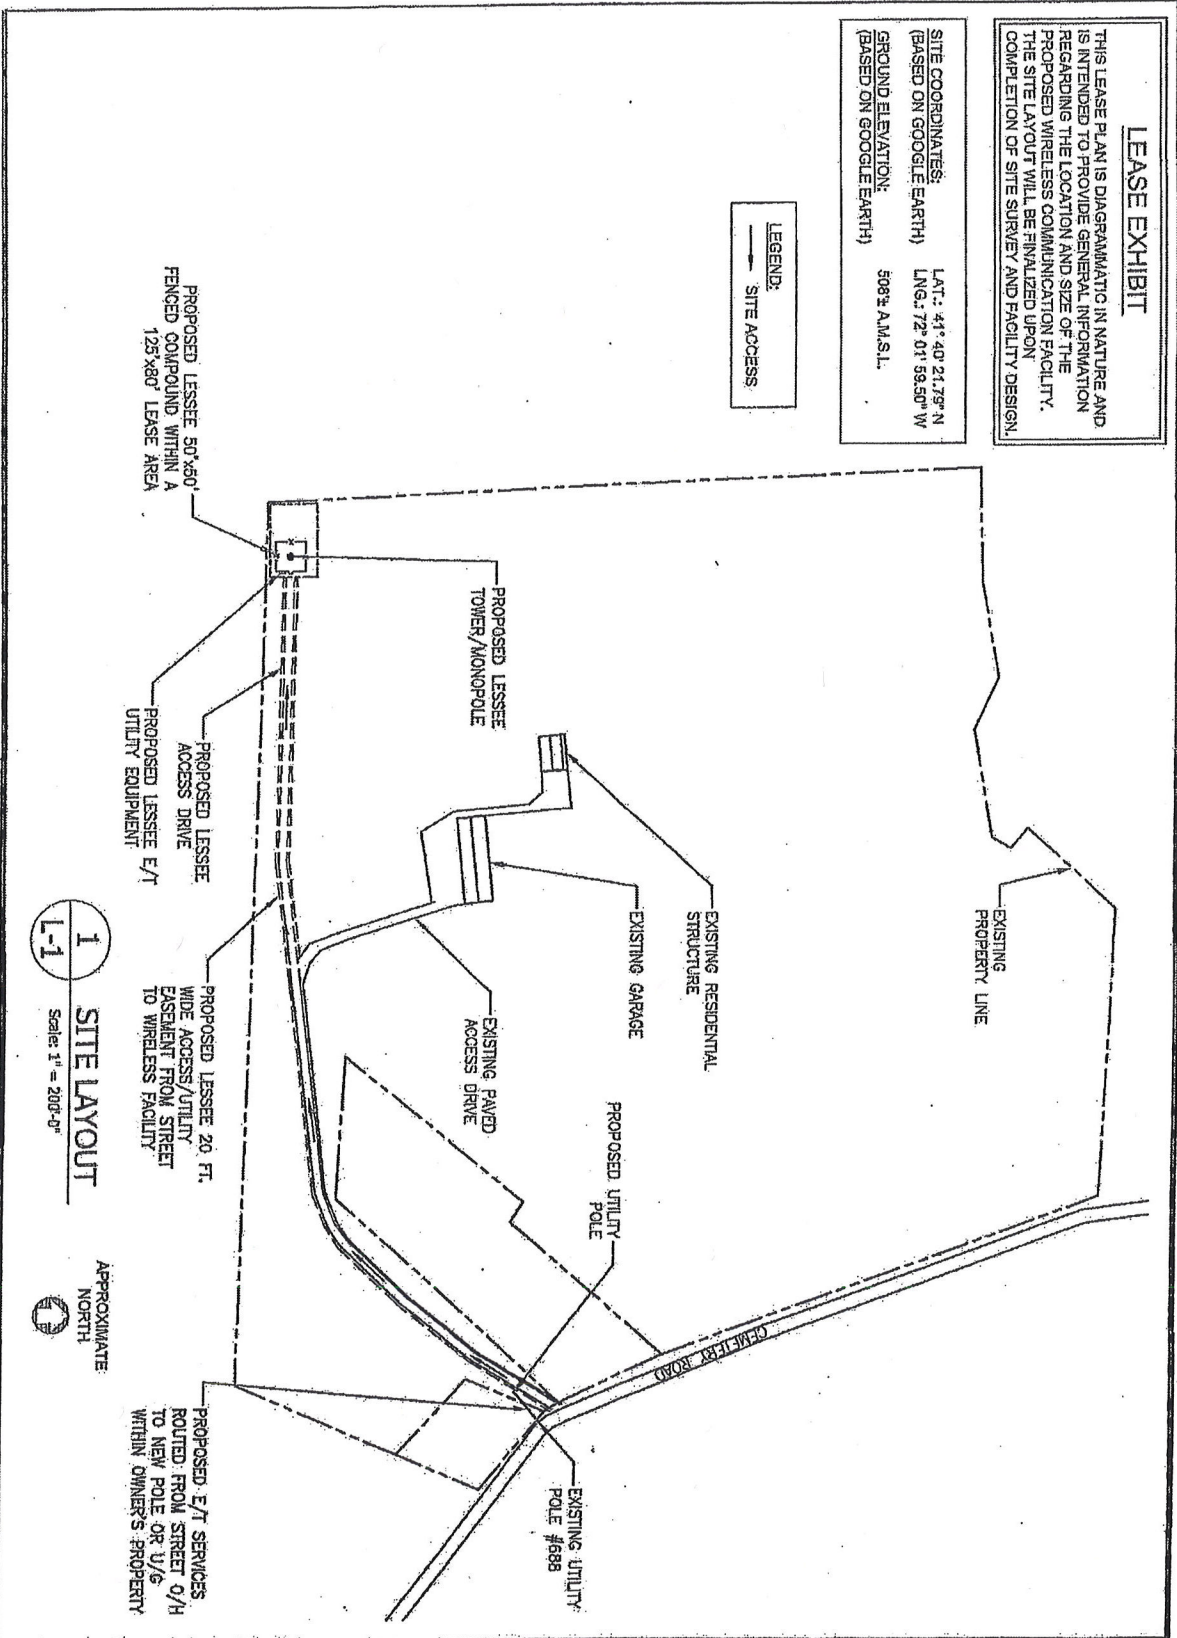 LEASE EXHIBIT
THIS LEASE PLAN IS DIAGRAMMATIC IN NATURE AND
IS INTENDED TO PROVIDE GENERAL INFORMATION
REGARDING THE LOCATION AND SIZE OF THE
PROPOSED WIRELESS COMMUNICATION FACILITY.
THE SITE LAYOUT WILL BE FINALIZED UPON
COMPLETION OF SITE SURVEY AND FACILITY DESIGN.
SITE COORDINATES: LAT.: 41° 40' 21.79" N
(BASED ON GOOGLE EARTH) LNG.: 72° 01' 59.50" W
GROUND ELEVATION: 508'± A.M.S.L.
(BASED ON GOOGLE EARTH)
LEGEND:
SITE ACCESS
EXISTING
PROPERTY LINE
CEMETERY ROAD
EXISTING RESIDENTIAL
STRUCTURE
EXISTING GARAGE
PROPOSED UTILITY
POLE
PROPOSED LESSEE
TOWER/MONOPOLE
EXISTING PAVED
ACCESS DRIVE
EXISTING UTILITY
POLE #688
PROPOSED LESSEE 50'x50'
FENCED COMPOUND WITHIN A
125'x80' LEASE AREA
PROPOSED LESSEE
ACCESS DRIVE
PROPOSED LESSEE E/T
UTILITY EQUIPMENT
PROPOSED LESSEE 20 FT.
WIDE ACCESS/UTILITY
EASEMENT FROM STREET
TO WIRELESS FACILITY
PROPOSED E/T SERVICES
ROUTED FROM STREET O/H
TO NEW POLE OR U/G
WITHIN OWNER'S PROPERTY
1
L-1
SITE LAYOUT
Scale: 1" = 200'-0"
APPROXIMATE
NORTH